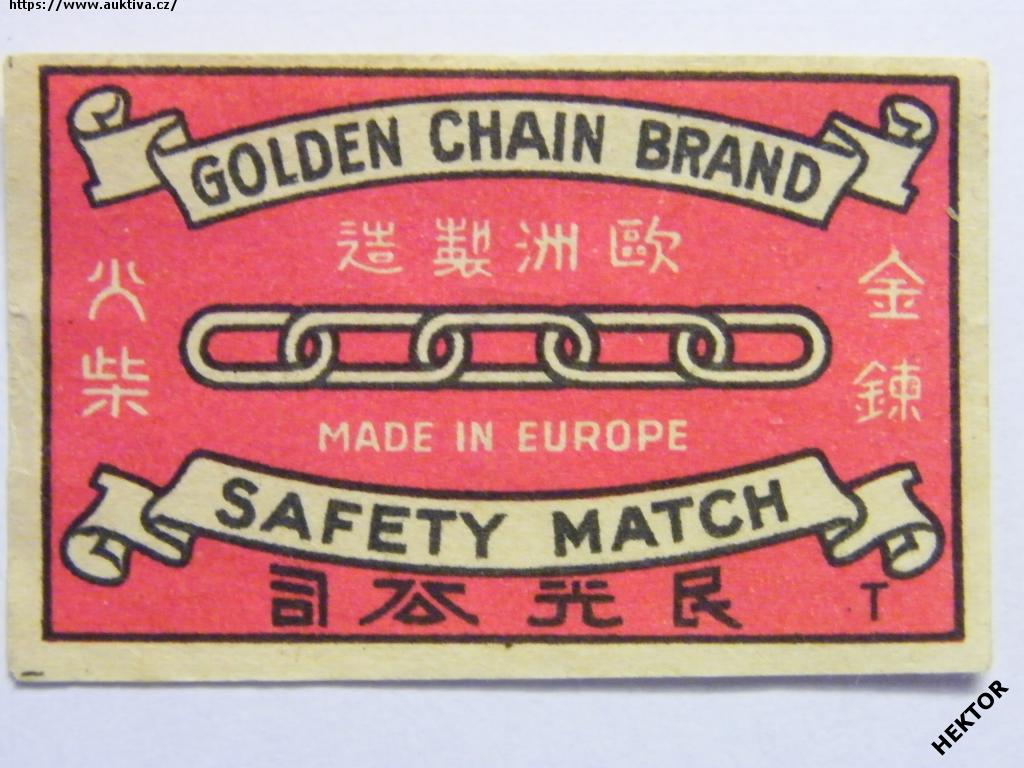 https://www.auktiva.cz/
GOLDEN CHAIN BRAND
歐洲製造
金鍊
火柴
MADE IN EUROPE
SAFETY MATCH
民光公司
T
HEKTOR